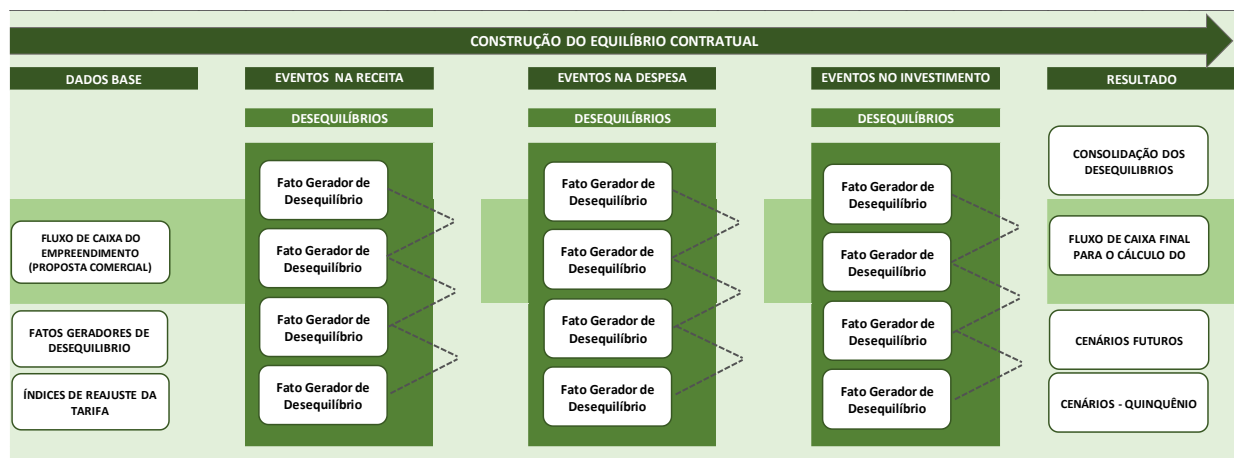 CONSTRUÇÃO DO EQUILÍBRIO CONTRATUAL
DADOS BASE
FLUXO DE CAIXA DO
EMPREENDIMENTO
(PROPOSTA COMERCIAL)
FATOS GERADORES DE
DESEQUILIBRIO
ÍNDICES DE REAJUSTE DA
TARIFA
EVENTOS NA RECEITA
DESEQUILÍBRIOS
Fato Gerador de
Desequilíbrio
Fato Gerador de
Desequilíbrio
Fato Gerador de
Desequilíbrio
Fato Gerador de
Desequilíbrio
EVENTOS NA DESPESA
DESEQUILÍBRIOS
Fato Gerador de
Desequilíbrio
Fato Gerador de
Desequilíbrio
Fato Gerador de
Desequilíbrio
Fato Gerador de
Desequilíbrio
EVENTOS NO INVESTIMENTO
DESEQUILÍBRIOS
Fato Gerador de
Desequilíbrio
Fato Gerador de
Desequilíbrio
Fato Gerador de
Desequilíbrio
Fato Gerador de
Desequilíbrio
RESULTADO
CONSOLIDAÇÃO DOS
DESEQUILIBRIOS
FLUXO DE CAIXA FINAL
PARA O CÁLCULO DO
CENÁRIOS FUTUROS
CENÁRIOS - QUINQUÊNIO